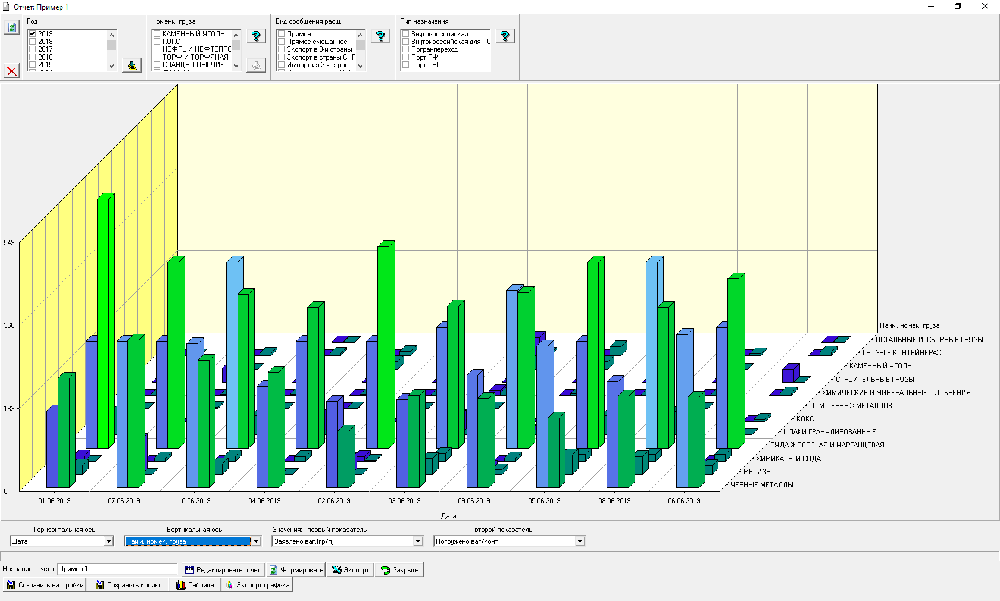 Отчет: Пример 1
Год
2019
2018
2017
2016
2015
Номенк. груза
КАМЕННЫЙ УГОЛЬ
КОКС
НЕФТЬ И НЕФТЕПРС
ТОРФ И ТОРФЯНАЯ
СЛАНЦЫ ГОРЮЧИЕ
Вид сообщения расш.
Прямое
Прямое смешанное
Экспорт в 3-и страны
Экспорт в страны СНГ
Импорт из 3-х стран
Тип назначения
Внутрироссийская
Внутрироссийская для ПС
Погранпереход
Порт РФ
Порт СНГ
549
366
183
0
Наим. номек. груза
ОСТАЛЬНЫЕ И СБОРНЫЕ ГРУЗЫ
ГРУЗЫ В КОНТЕЙНЕРАХ
КАМЕННЫЙ УГОЛЬ
СТРОИТЕЛЬНЫЕ ГРУЗЫ
ХИМИЧЕСКИЕ И МИНЕРАЛЬНЫЕ УДОБРЕНИЯ
ЛОМ ЧЕРНЫХ МЕТАЛЛОВ
КОКС
ШЛАКИ ГРАНУЛИРОВАННЫЕ
РУДА ЖЕЛЕЗНАЯ И МАРГАНЦЕВАЯ
ХИМИКАТЫ И СОДА
МЕТИЗЫ
ЧЕРНЫЕ МЕТАЛЛЫ
01.06.2019 07.06.2019 10.06.2019 04.06.2019 02.06.2019 03.06.2019 09.06.2019 05.06.2019 08.06.2019 06.06.2019
Дата
Горизонтальная ось Вертикальная ось Значения: первый показатель второй показатель
Дата Наим. номек. груза Заявлено ваг.(гр/п) Погружено ваг/конт
Название отчета Пример 1 Редактировать отчет Формировать Экспорт Закрыть
Сохранить настройки Сохранить копию Таблица Экспорт графика